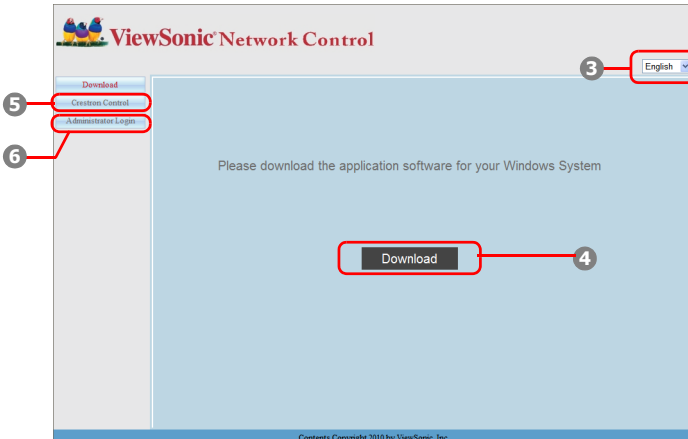 ViewSonic® Network Control
3
English
Download
5
Crestron Control
Administrator Login
6
Please download the application software for your Windows System
Download
4
Contents Copyright 2010 by ViewSonic, Inc